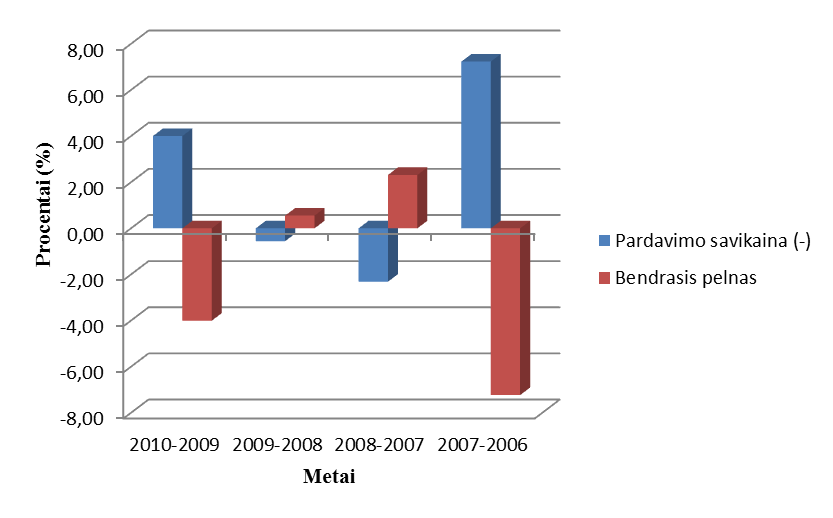 8,00
6,00
4,00
2,00
0,00
-2,00
-4,00
-6,00
-8,00
Procentai (%)
2010-2009 2009-2008 2008-2007 2007-2006
Metai
Pardavimo savikaina (-)
Bendrasis pelnas